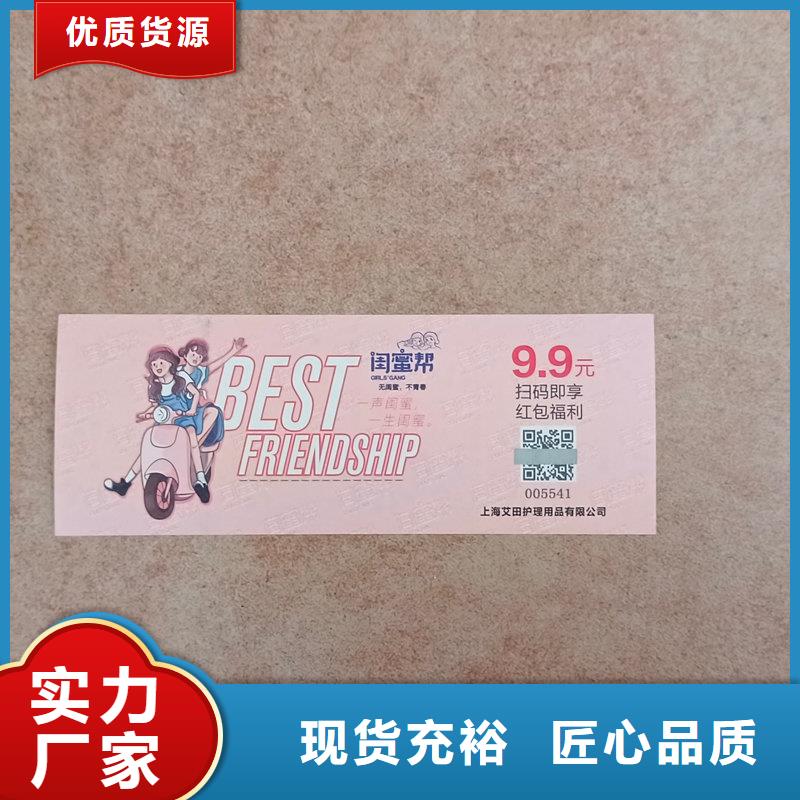 优质货源
BEST
FRIENDSHIP
闺蜜帮
GIRLS' GANG
无闺蜜，不青春
一声闺蜜，
一生闺蜜。
9.9元
扫码即享
红包福利
005541
上海艾田护理用品有限公司
实力
厂家
现货充裕 匠心品质